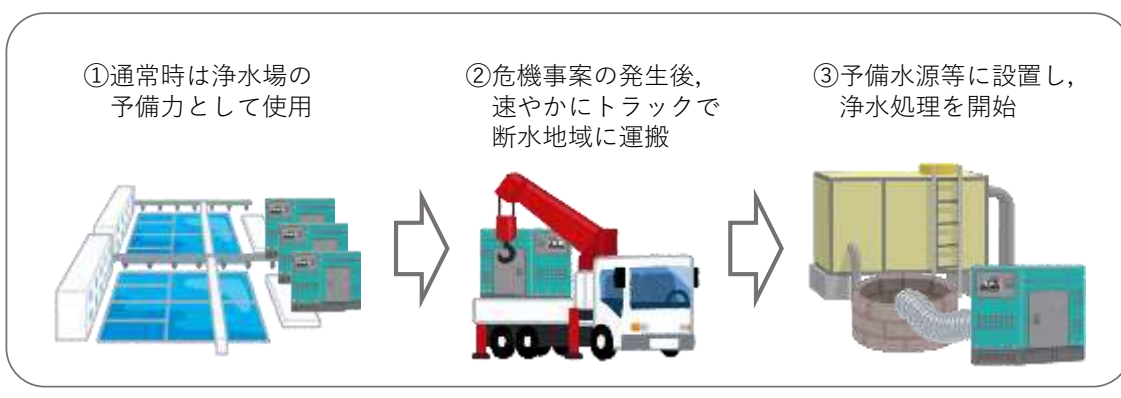 ①通常時は浄水場の
予備力として使用
②危機事案の発生後,
速やかにトラックで
断水地域に運搬
③予備水源等に設置し,
浄水処理を開始